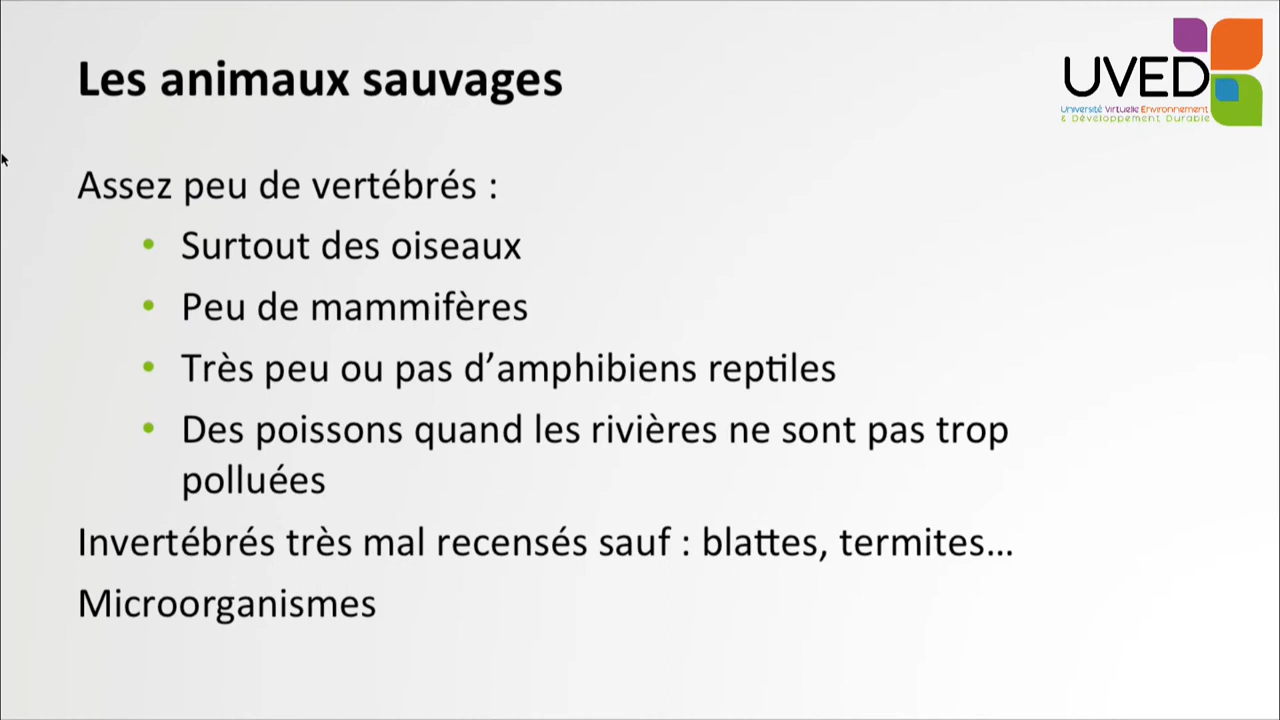 Les animaux sauvages
UVED
Université Virtuelle Environnement
& Développement Durable
Assez peu de vertébrés :
• Surtout des oiseaux
• Peu de mammifères
• Très peu ou pas d’amphibiens reptiles
• Des poissons quand les rivières ne sont pas trop
polluées
Invertébrés très mal recensés sauf : blattes, termites…
Microorganismes